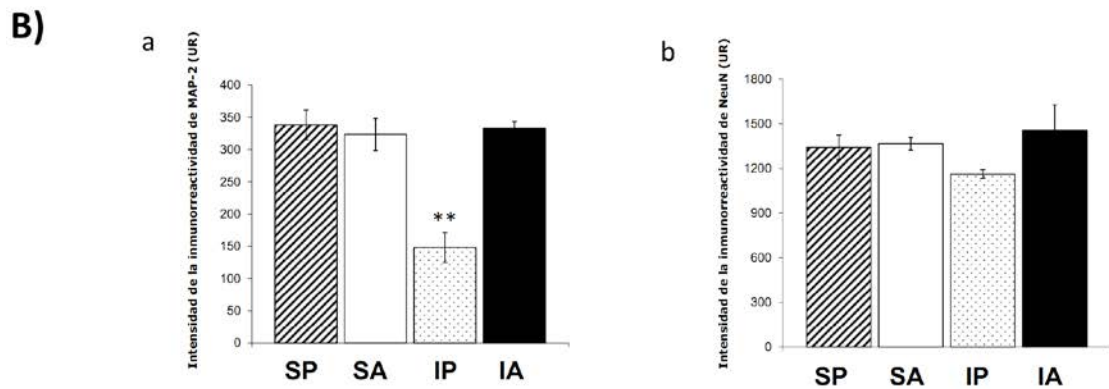 B)
a
Intensidad de la inmunorreactividad de MAP-2 (UR)
400
350
300
250
200
150
100
50
0
**
SP SA IP IA
b
Intensidad de la inmunorreactividad de NeuN (UR)
1800
1500
1200
900
600
300
0
SP SA IP IA